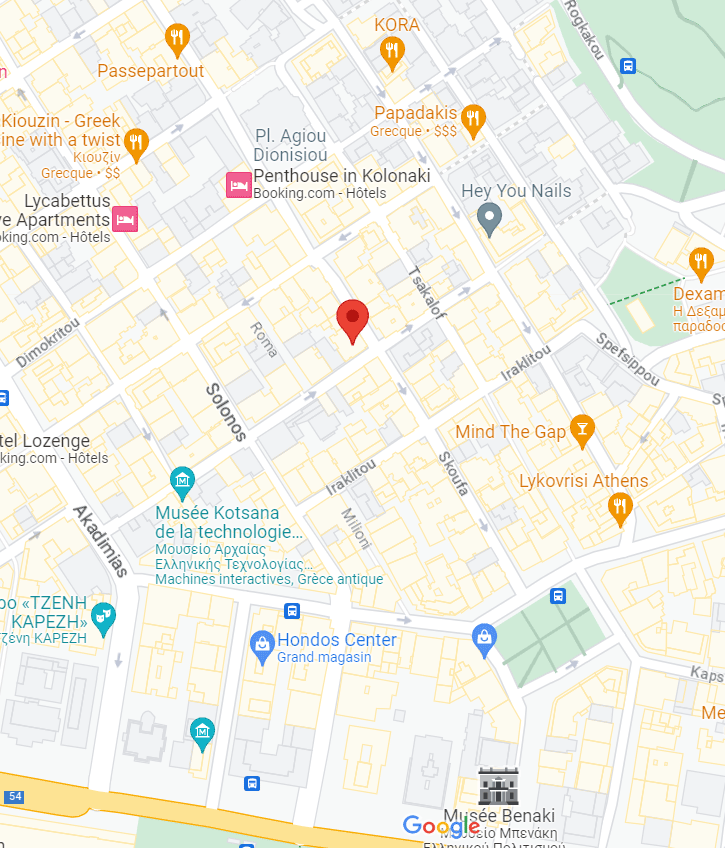 KORA
Rogkakou
Passepartout
Papadakis
Grecque • $$$
Kiouzin - Greek
ine with a twist
Κιουζίν
Grecque • $$
Pl. Agiou
Dionisiou
Penthouse in Kolonaki
Booking.com - Hôtels
Hey You Nails
Lycabettus
ve Apartments
oking.com - Hôtels
Tsakalof
Dexam
Η Δεξαμ
παραδοσ
Dimokritou
Roma
Iraklitou
Spefsippou
Solonos
tel Lozenge
king.com - Hôtels
Mind The Gap
Skoufa
Iraklitou
Lykovrisi Athens
Musée Kotsana
de la technologie…
Μουσείο Αρχαίας
Ελληνικής Τεχνολογίας…
Machines interactives, Grèce antique
Milioni
Akadimias
ρο «ΤΖΕΝΗ
ΚΑΡΕΖΗ»
ζένη ΚΑΡΕΖΗ
Hondos Center
Grand magasin
Kaps
Me
54
Musée Benaki
Google
Μουσείο Μπενάκη
Ελληνικού Πολιτισμού